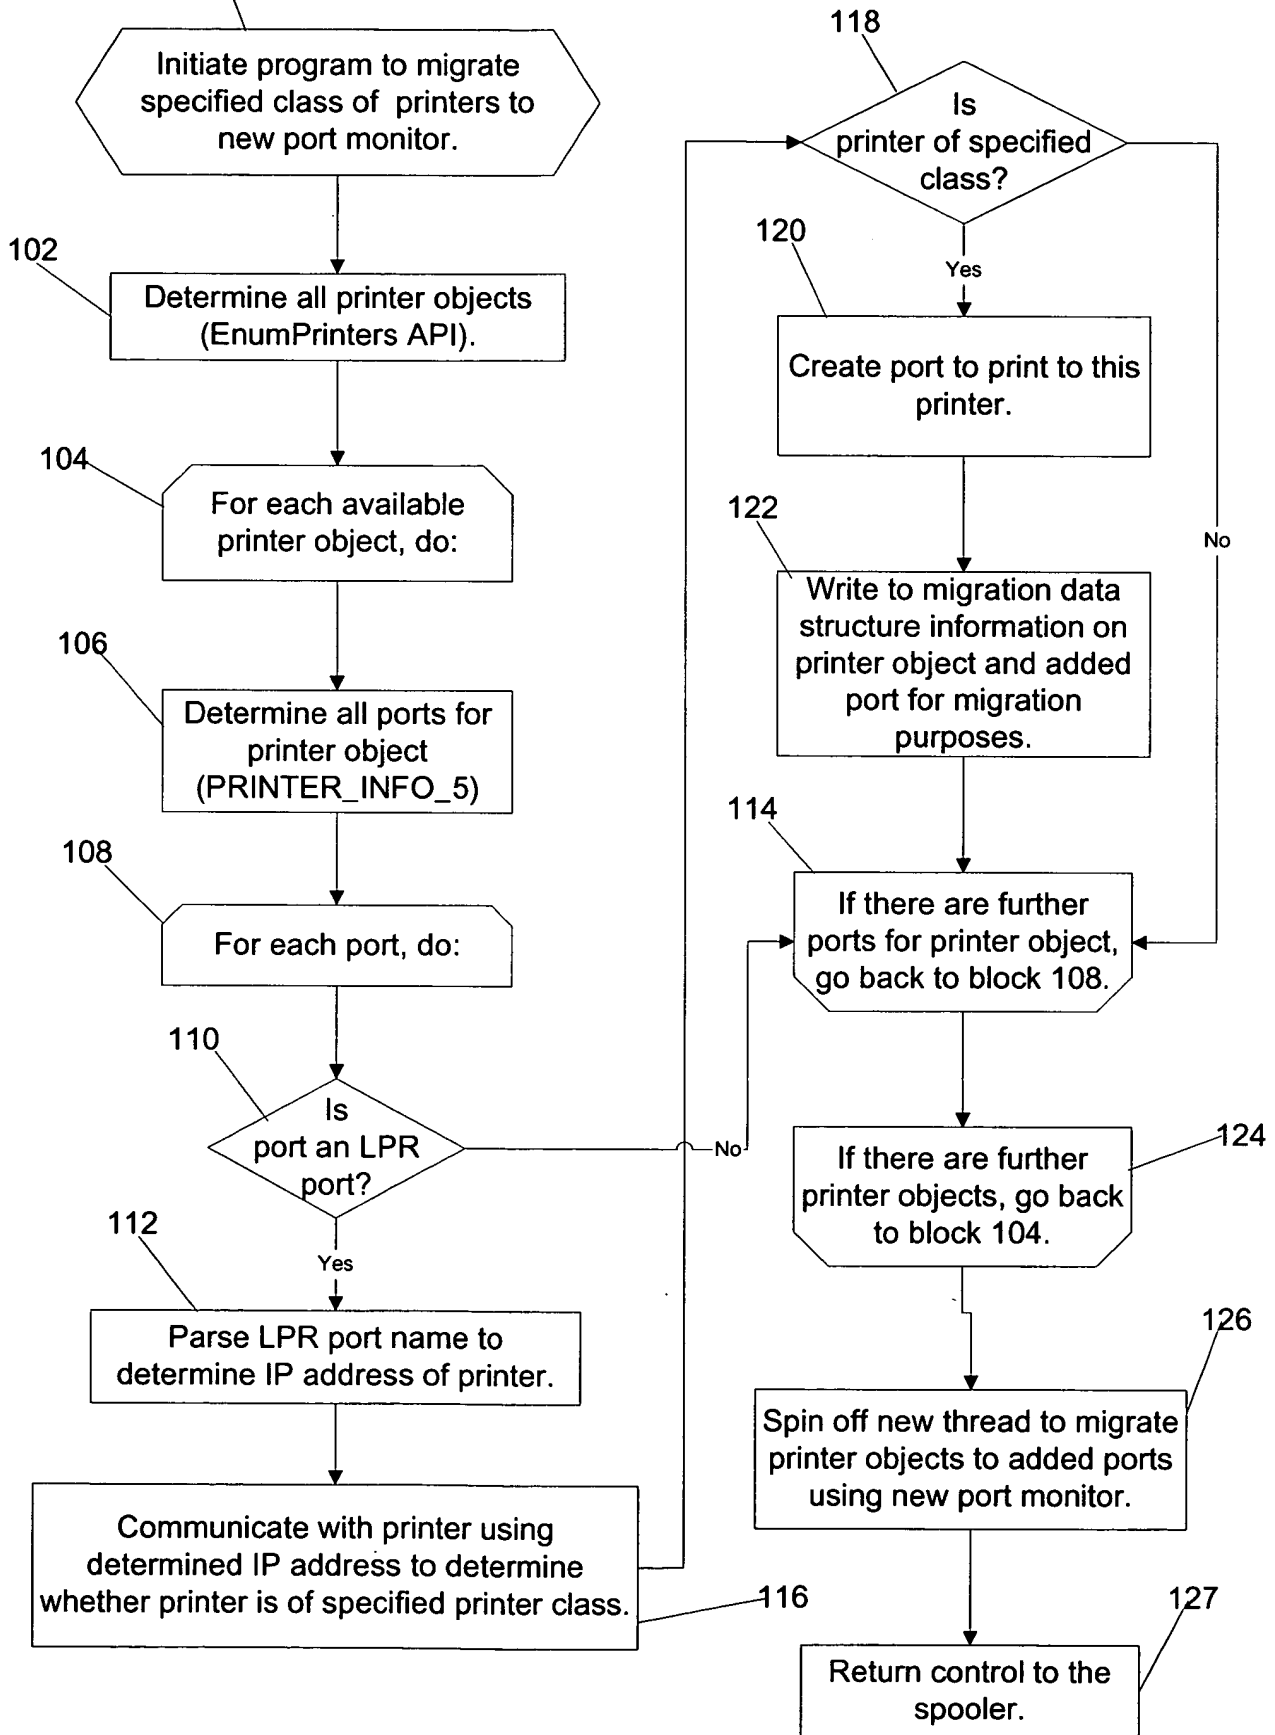 Initiate program to migrate
specified class of printers to
new port monitor.
102
Determine all printer objects
(EnumPrinters API).
104
For each available
printer object, do:
106
Determine all ports for
printer object
(PRINTER_INFO_5)
108
For each port, do:
110
Is
port an LPR
port?
No
Yes
112
Parse LPR port name to
determine IP address of printer.
Communicate with printer using
determined IP address to determine
whether printer is of specified printer class.
116
118
Is
printer of specified
class?
Yes
No
120
Create port to print to this
printer.
122
Write to migration data
structure information on
printer object and added
port for migration
purposes.
114
If there are further
ports for printer object,
go back to block 108.
124
If there are further
printer objects, go back
to block 104.
126
Spin off new thread to migrate
printer objects to added ports
using new port monitor.
127
Return control to the
spooler.